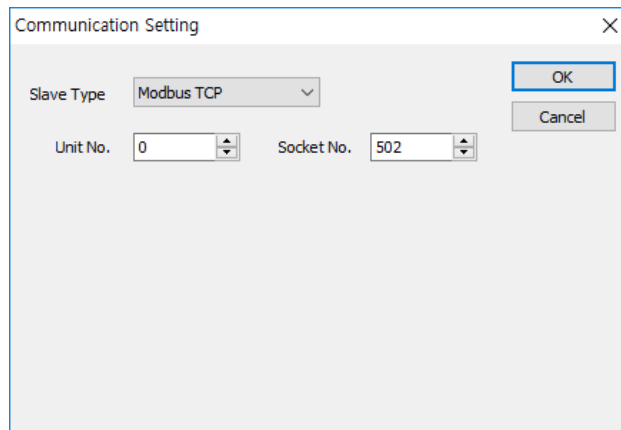 Communication Setting
OK
Slave Type Modbus TCP
Cancel
Unit No. 0 Socket No. 502